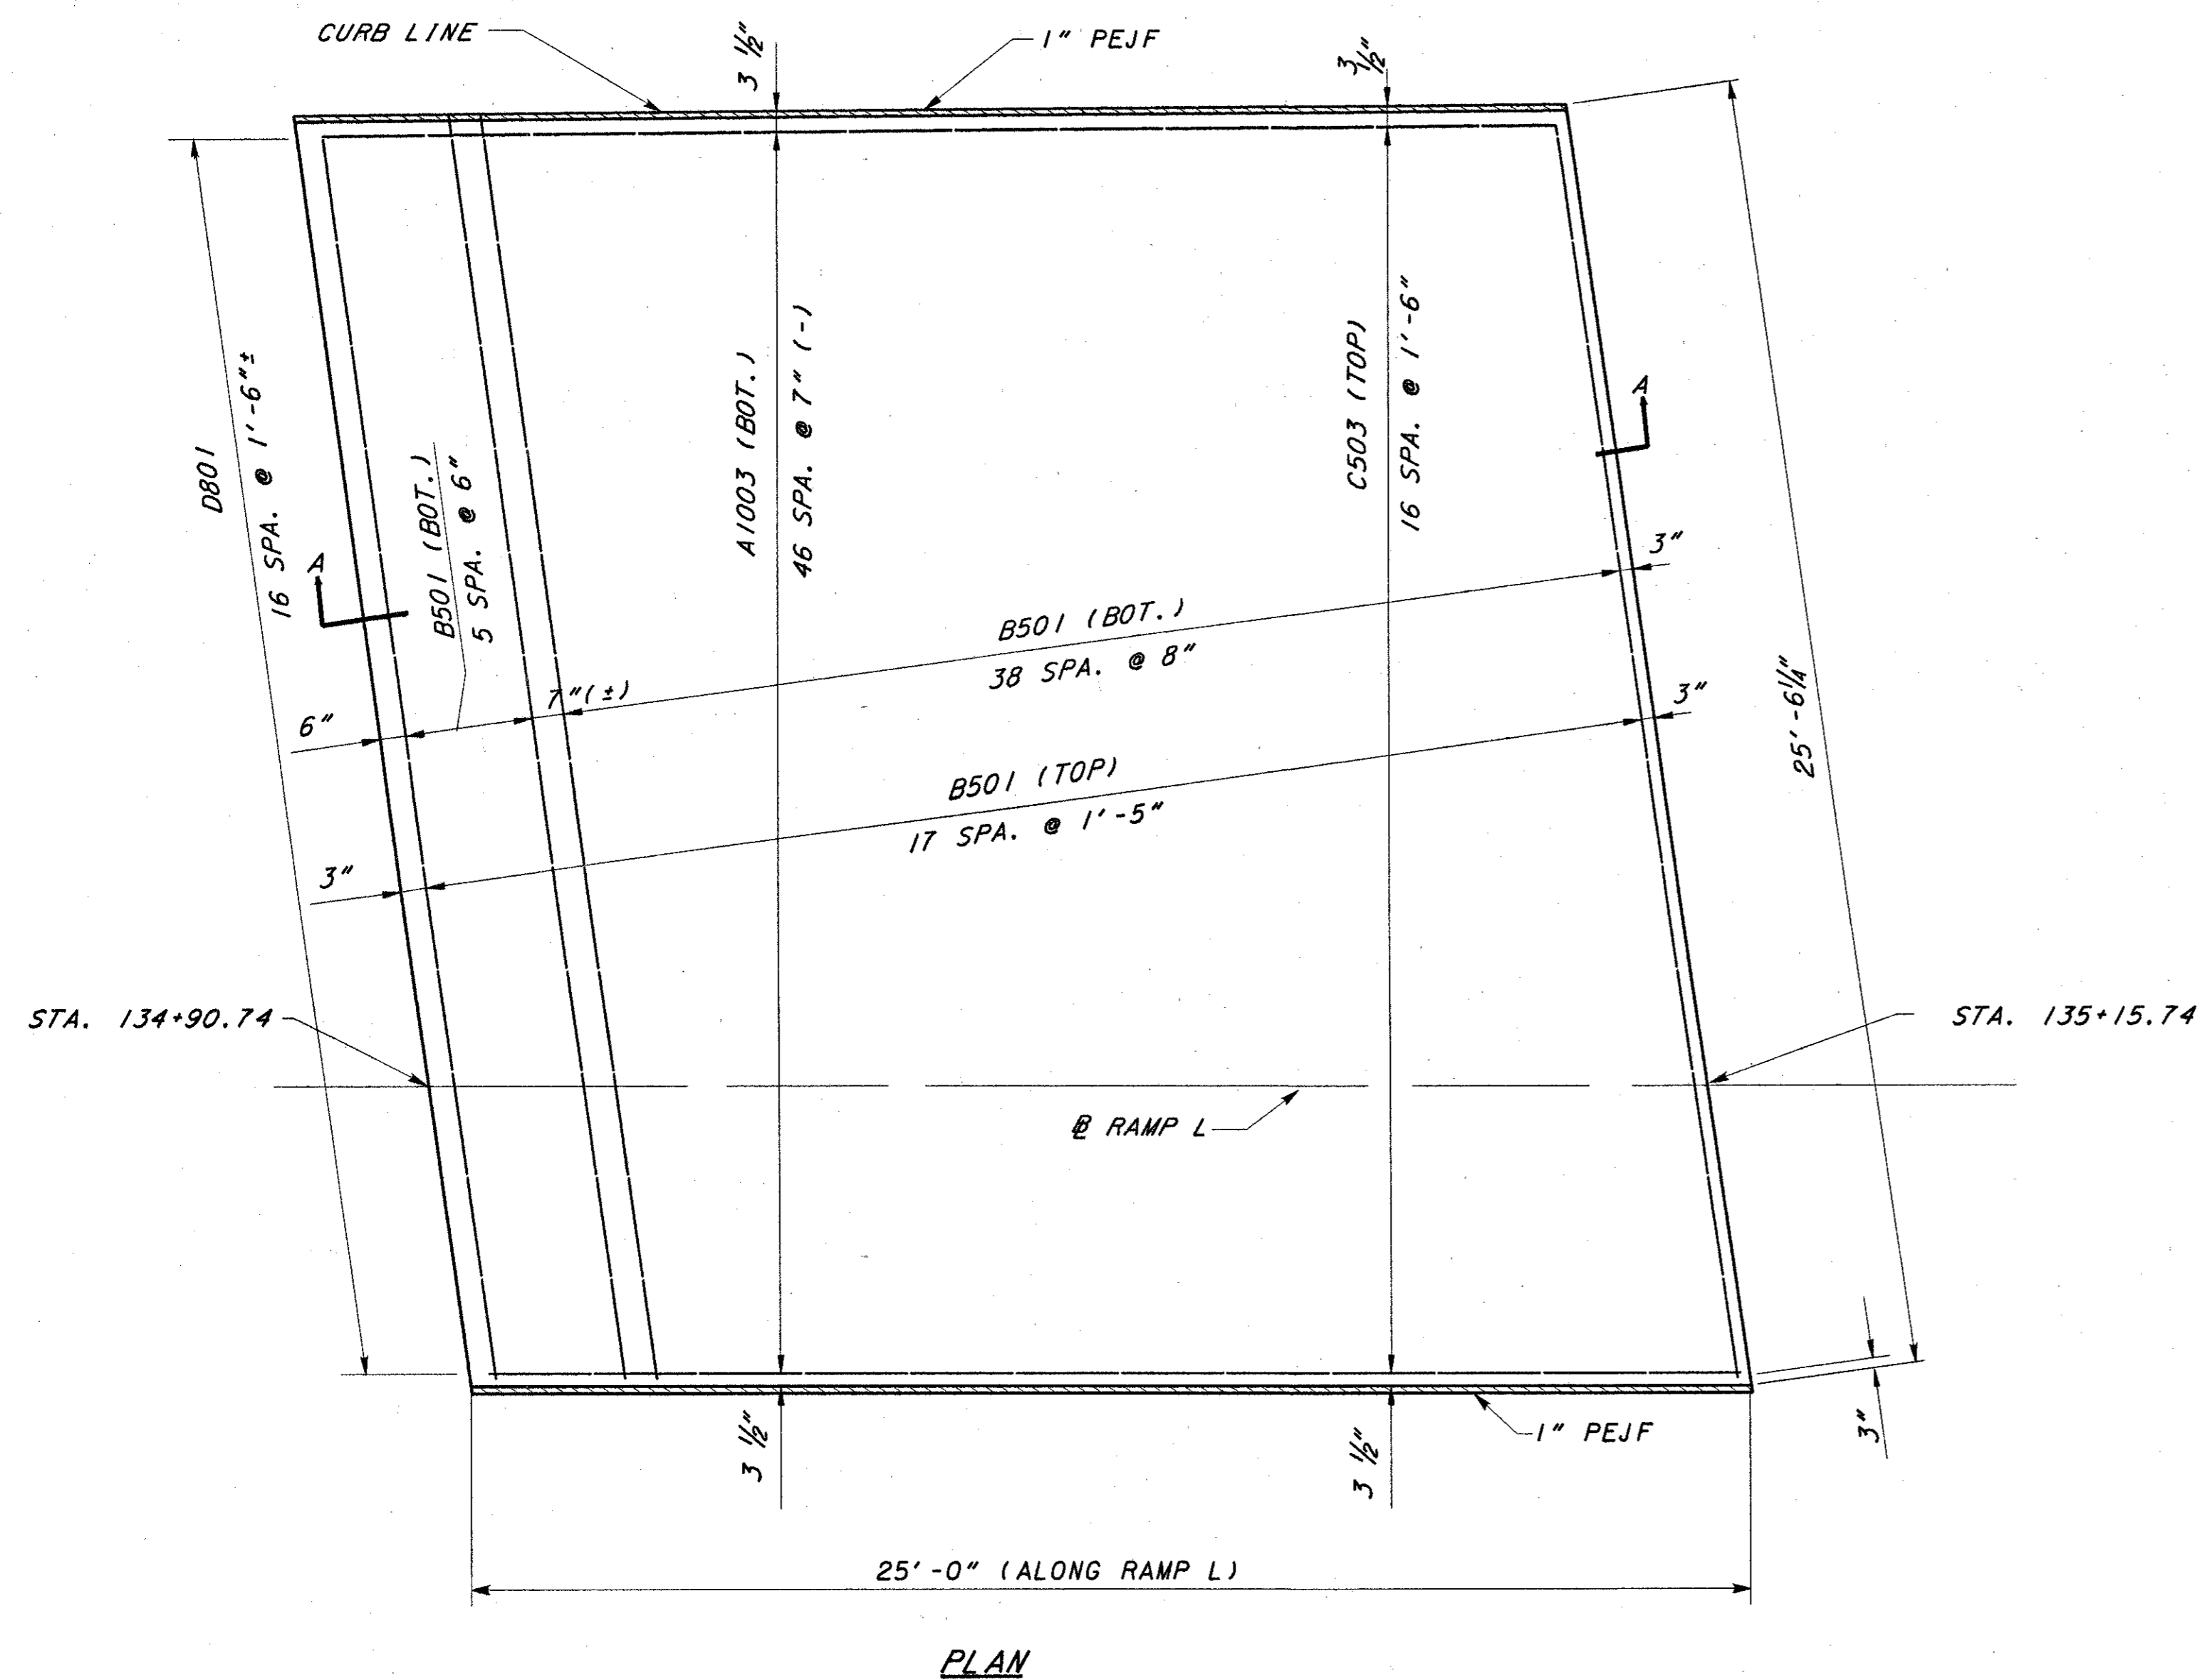 CURB LINE
1" PEJF
3 1/2"
3 1/2"
D801
16 SPA. @ 1'-6"±
B501 (BOT.)
5 SPA. @ 6"
A1003 (BOT.)
46 SPA. @ 7" (-)
C503 (TOP)
16 SPA. @ 1'-6"
A
A
B501 (BOT.)
38 SPA. @ 8"
3"
7"(±)
6"
3"
B501 (TOP)
17 SPA. @ 1'-5"
3"
25'-6 1/4"
STA. 134+90.74
STA. 135+15.74
℄ RAMP L
3 1/2"
3 1/2"
1" PEJF
3"
25'-0" (ALONG RAMP L)
PLAN